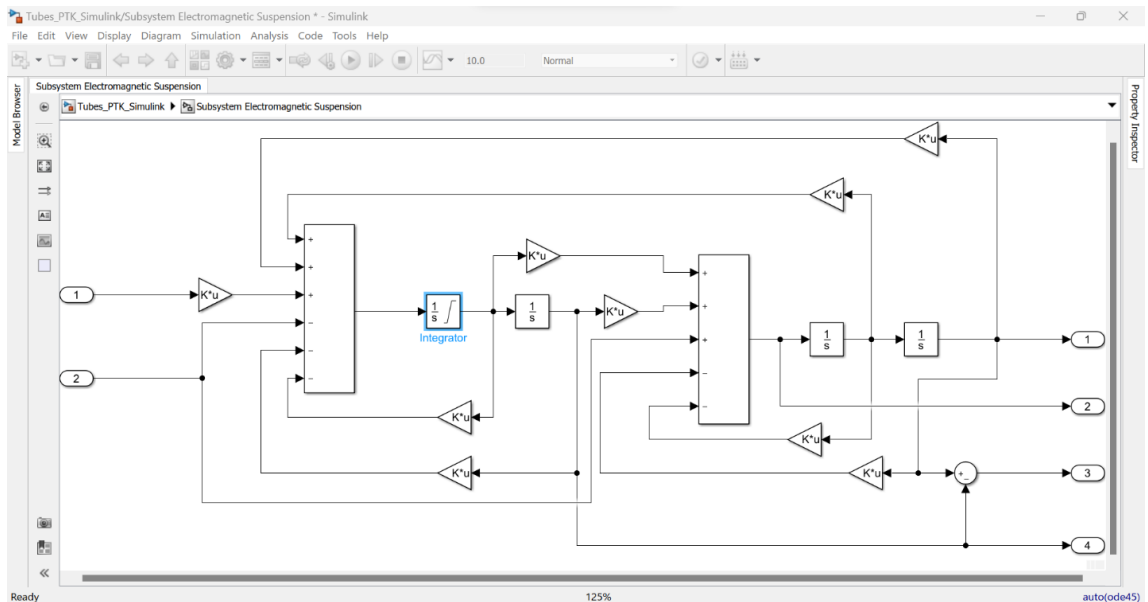 Tubes_PTK_Simulink/Subsystem Electromagnetic Suspension * - Simulink
File Edit View Display Diagram Simulation Analysis Code Tools Help
10.0 Normal
Model Browser
Subsystem Electromagnetic Suspension
Tubes_PTK_Simulink Subsystem Electromagnetic Suspension
Property Inspector
K*u
K*u
+
+
+
−
−
−
K*u
+
+
+
−
−
1
K*u
1/s
Integrator
1/s
K*u
1/s
1/s
1
2
2
K*u
K*u
K*u
K*u
+
−
3
4
Ready
125%
auto(ode45)